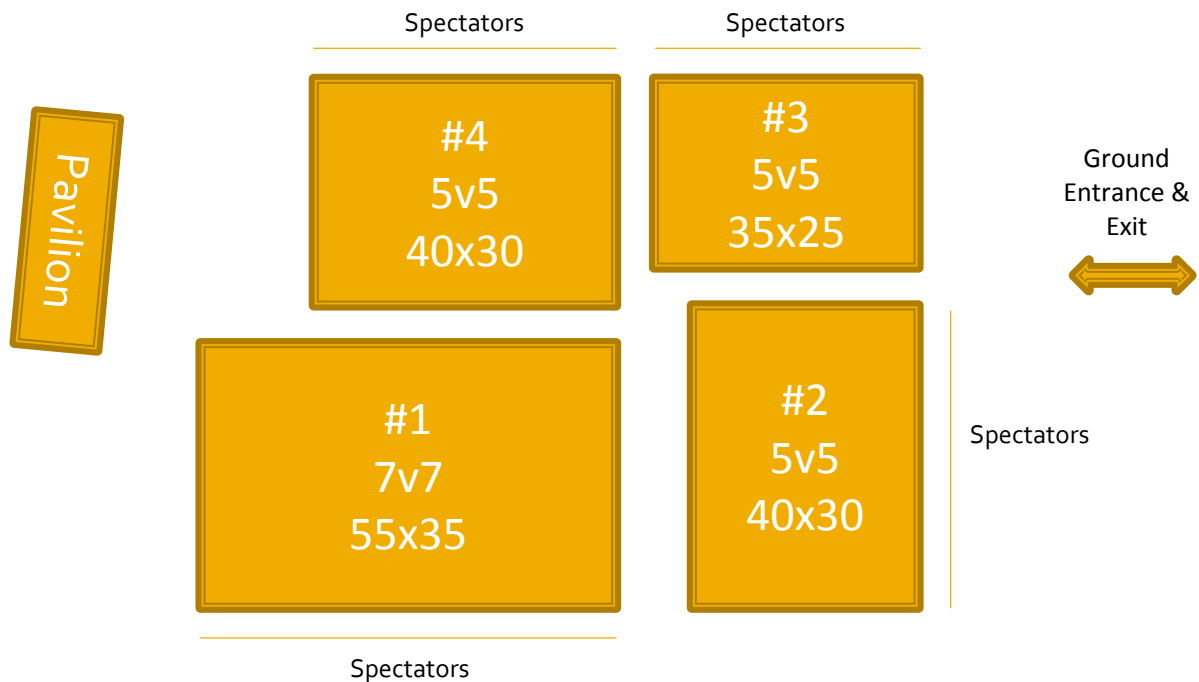 Spectators
Spectators
#4
5v5
40x30
#3
5v5
35x25
Pavilion
Ground
Entrance &
Exit
#1
7v7
55x35
#2
5v5
40x30
Spectators
Spectators